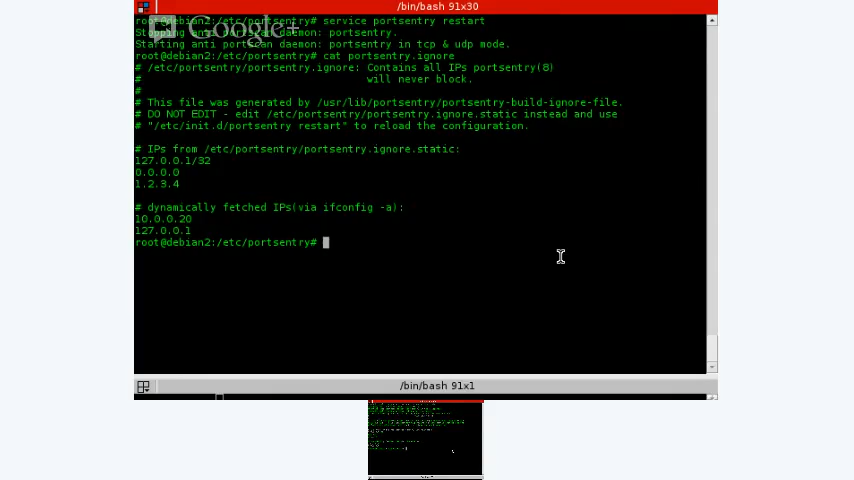 /bin/bash 91x30
root@debian2:/etc/portsentry# service portsentry restart
Stopping anti portscan daemon: portsentry.
Starting anti portscan daemon: portsentry in tcp & udp mode.
root@debian2:/etc/portsentry# cat portsentry.ignore
# /etc/portsentry/portsentry.ignore: Contains all IPs portsentry(8)
# will never block.
#
# This file was generated by /usr/lib/portsentry/portsentry-build-ignore-file.
# DO NOT EDIT - edit /etc/portsentry/portsentry.ignore.static instead and use
# "/etc/init.d/portsentry restart" to reload the configuration.
# IPs from /etc/portsentry/portsentry.ignore.static:
127.0.0.1/32
0.0.0.0
1.2.3.4
# dynamically fetched IPs(via ifconfig -a):
10.0.0.20
127.0.0.1
root@debian2:/etc/portsentry#
Google+
/bin/bash 91x1